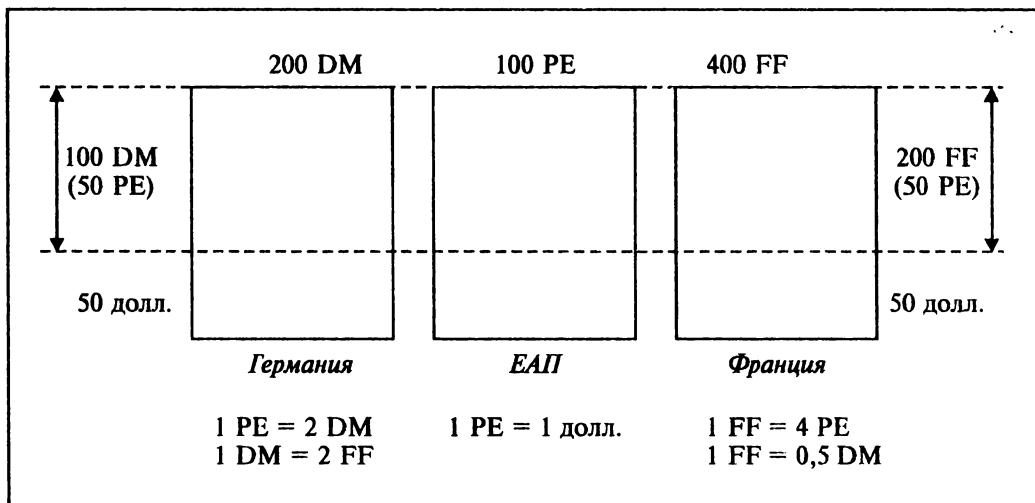 200 DM 100 PE 400 FF
100 DM
(50 PE)
200 FF
(50 PE)
50 долл. 50 долл.
Германия ЕАП Франция
1 PE = 2 DM 1 PE = 1 долл. 1 FF = 4 PE
1 DM = 2 FF 1 FF = 0,5 DM